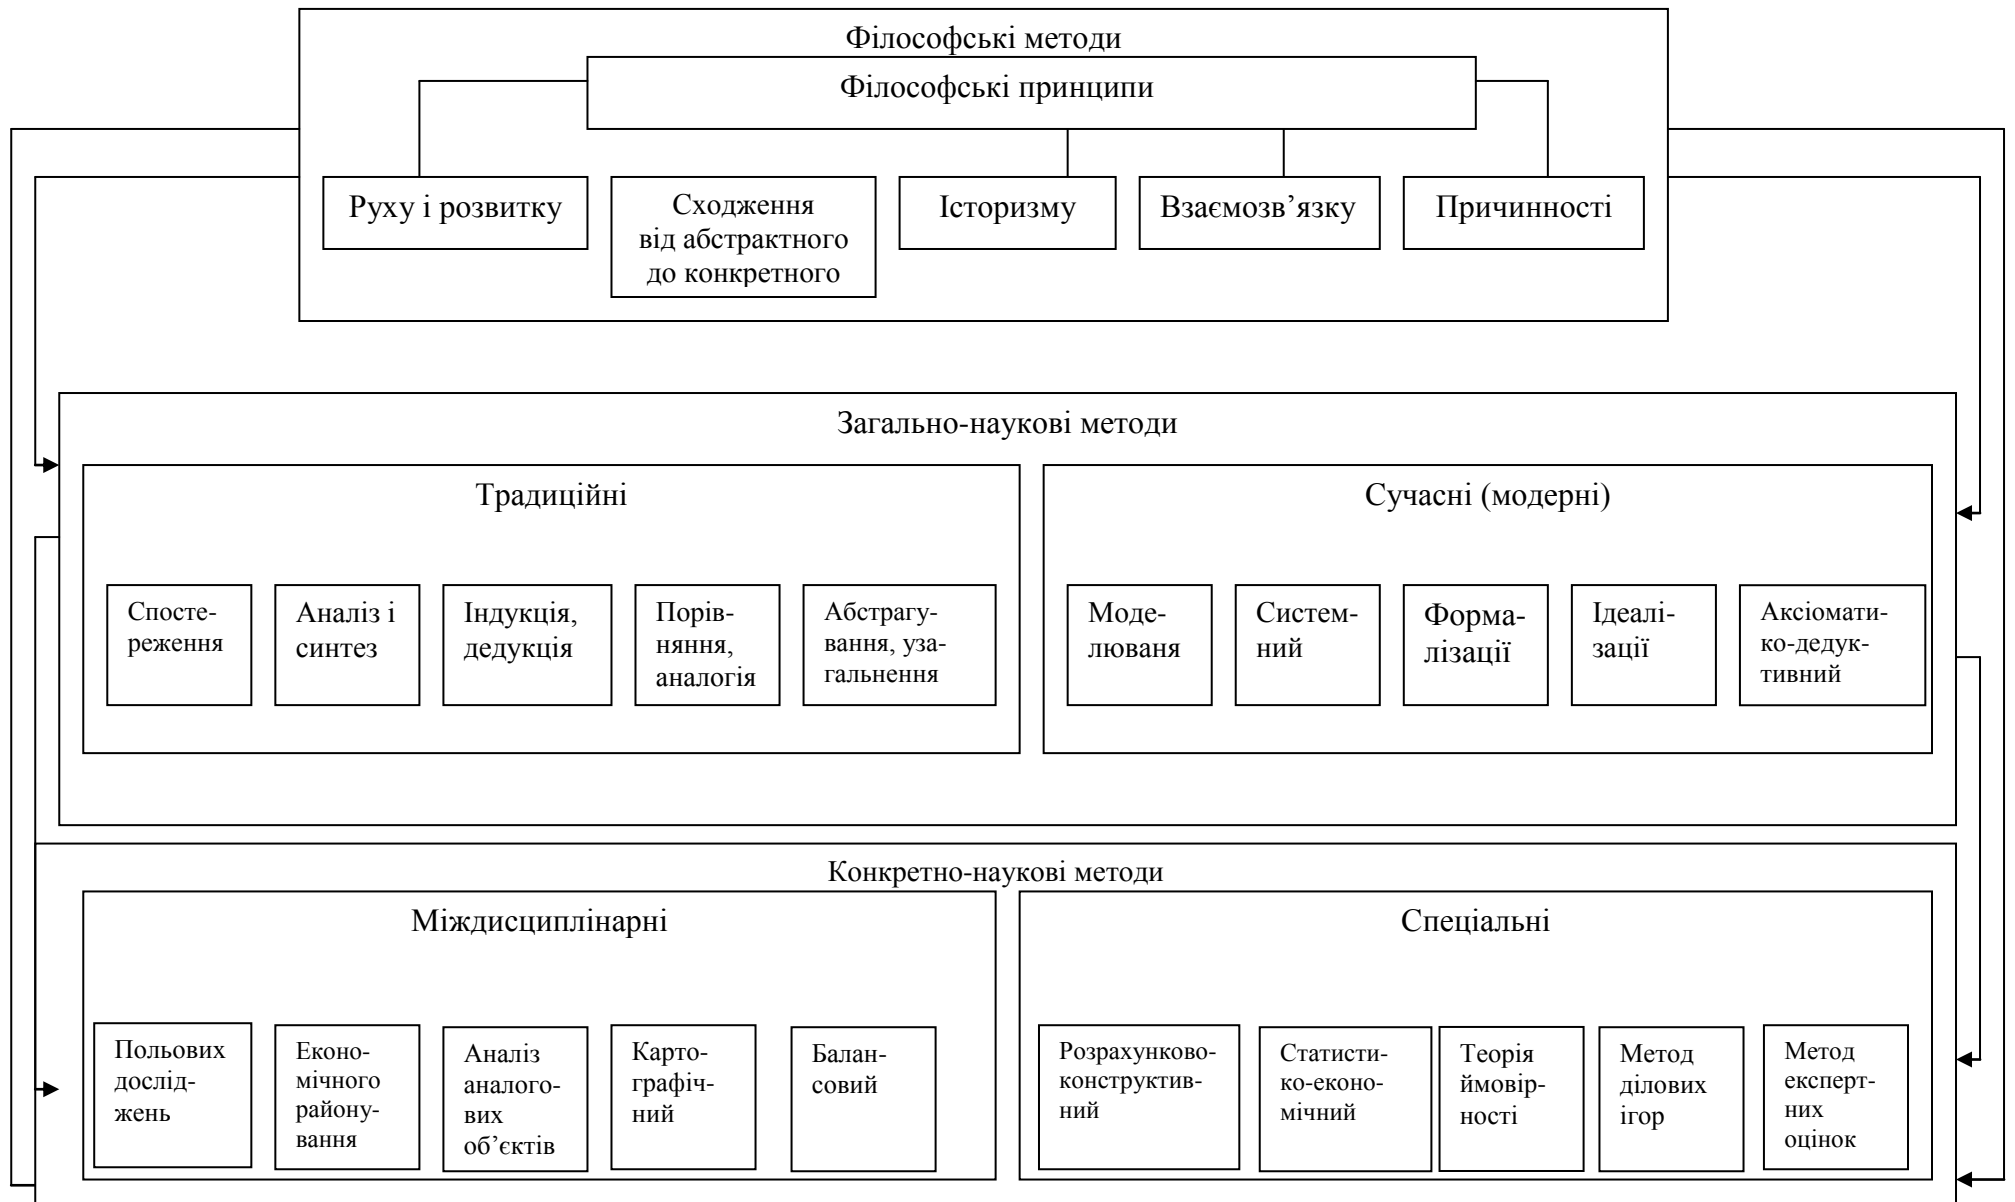 Філософські методи
Філософські принципи
Руху і розвитку
Сходження
від абстрактного
до конкретного
Історизму
Взаємозв’язку
Причинності
Загально-наукові методи
Традиційні
Спосте-
реження
Аналіз і
синтез
Індукція,
дедукція
Порів-
няння,
аналогія
Абстрагу-
вання, уза-
гальнення
Сучасні (модерні)
Моде-
люваня
Систем-
ний
Форма-
лізації
Ідеалі-
зації
Аксіомати-
ко-дедук-
тивний
Конкретно-наукові методи
Міждисциплінарні
Польових
дослід-
жень
Еконо-
мічного
району-
вання
Аналіз
аналого-
вих
об’єктів
Карто-
графіч-
ний
Балан-
совий
Спеціальні
Розрахунково-
конструктив-
ний
Статисти-
ко-еконо-
мічний
Теорія
ймовір-
ності
Метод
ділових
ігор
Метод
експерт-
них
оцінок